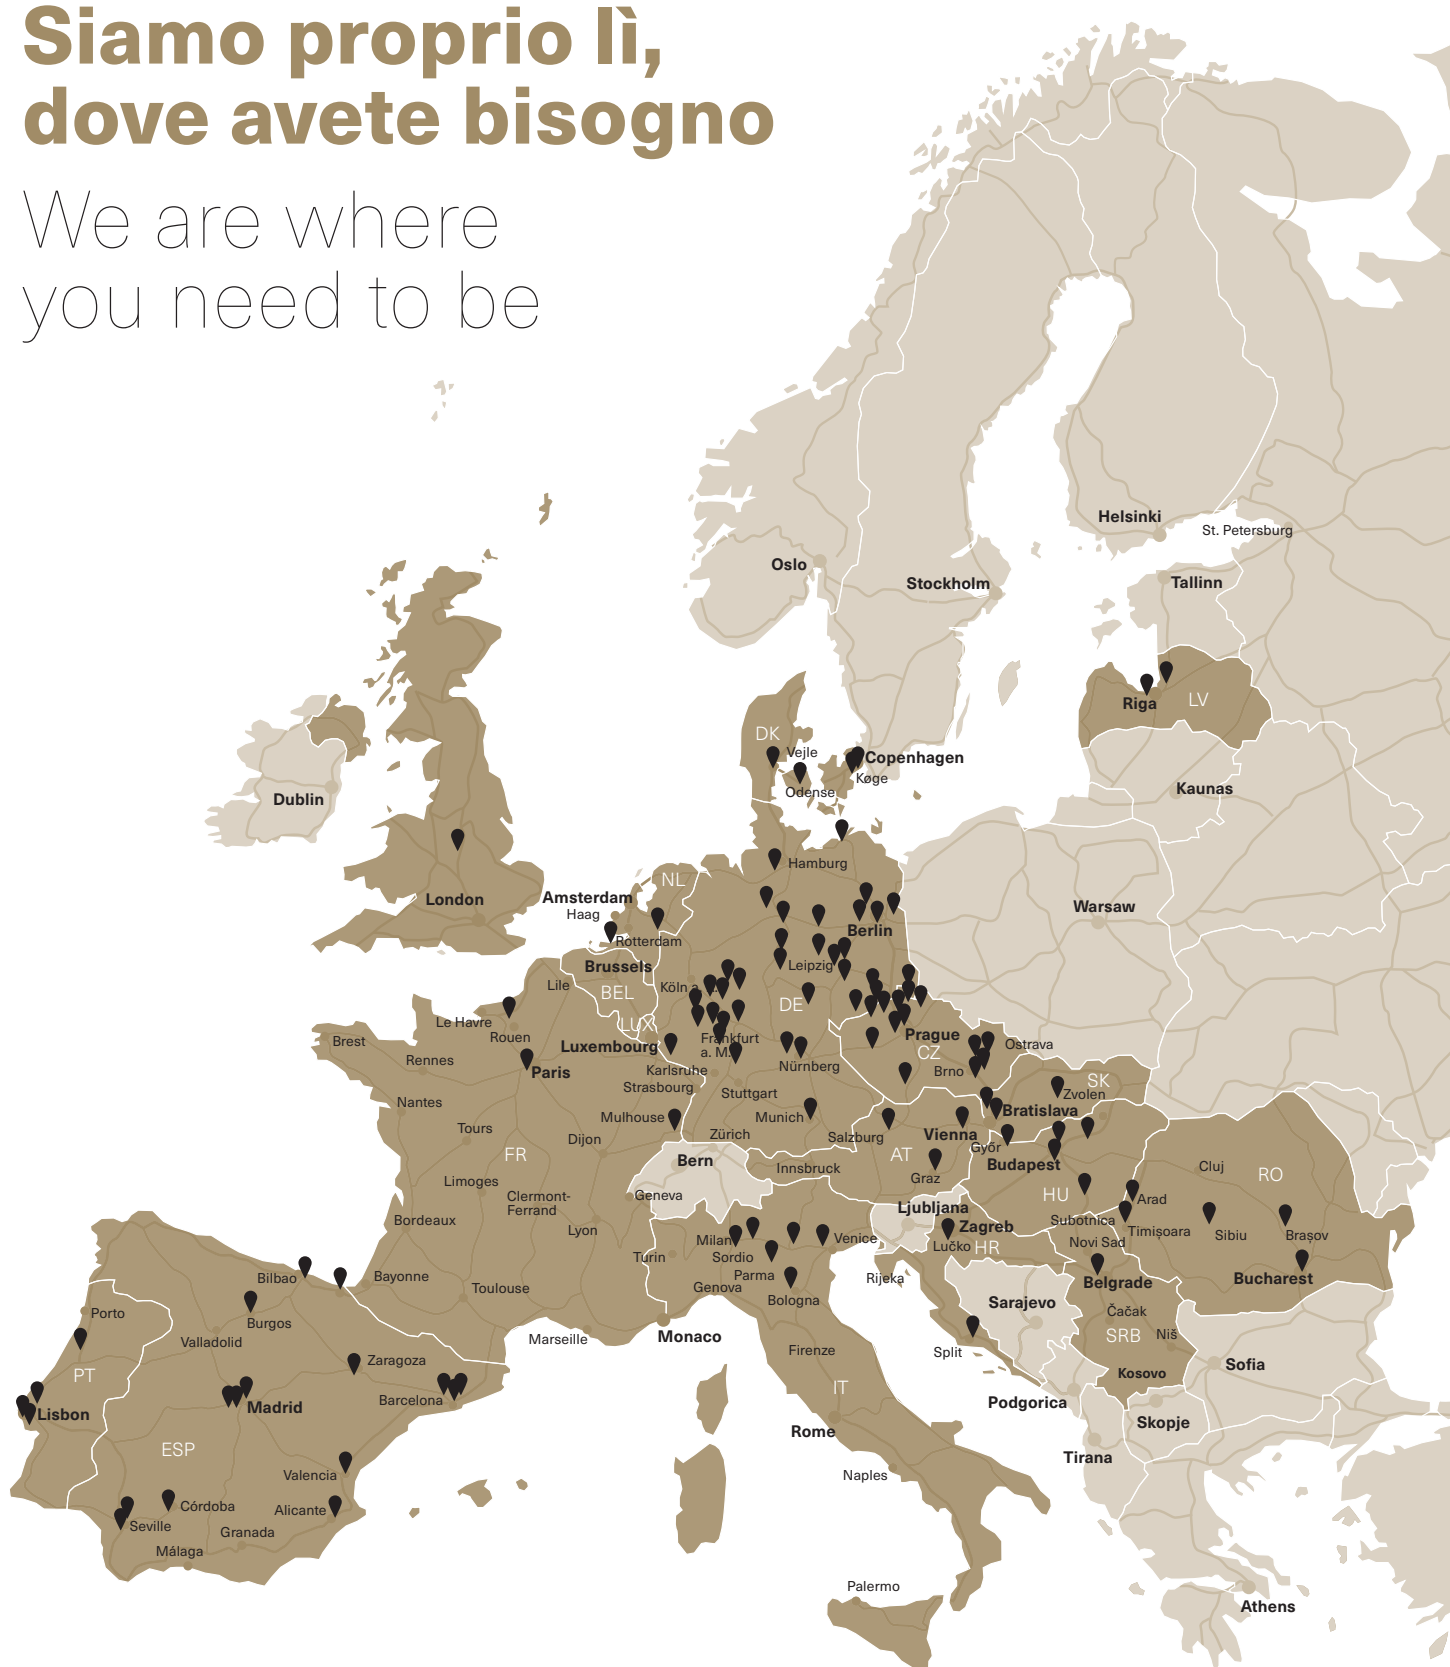 Siamo proprio lì,
dove avete bisogno
We are where
you need to be
Helsinki
St. Petersburg
Oslo
Stockholm
Tallinn
Riga
LV
DK
Vejle
Copenhagen
Køge
Odense
Kaunas
Dublin
Hamburg
London
Amsterdam
NL
Haag
Rotterdam
Berlin
Warsaw
Brussels
Leipzig
Lile
BEL
Köln a.
DE
Le Havre
LUX
Rouen
Brest
Frankfurt
a. M.
Luxembourg
Prague
CZ
Ostrava
Rennes
Paris
Karlsruhe
Nürnberg
Brno
SK
Strasbourg
Stuttgart
Zvolen
Nantes
Mulhouse
Munich
Bratislava
Tours
Dijon
Zürich
Salzburg
Vienna
Győr
FR
Bern
Innsbruck
AT
Budapest
Cluj
RO
Limoges
Clermont-
Ferrand
Geneva
Graz
HU
Arad
Bordeaux
Lyon
Ljubljana
Zagreb
Subotnica
Timișoara
Sibiu
Brașov
Milan
Venice
Lučko
HR
Novi Sad
Turin
Sordio
Parma
Rijeka
Belgrade
Bucharest
Bilbao
Bayonne
Toulouse
Genova
Bologna
Sarajevo
Porto
Burgos
Čačak
Valladolid
Marseille
Monaco
SRB
Niš
Firenze
Split
PT
Zaragoza
Kosovo
Sofia
Barcelona
IT
Podgorica
Lisbon
Madrid
Rome
Skopje
ESP
Tirana
Valencia
Naples
Córdoba
Alicante
Seville
Granada
Málaga
Palermo
Athens